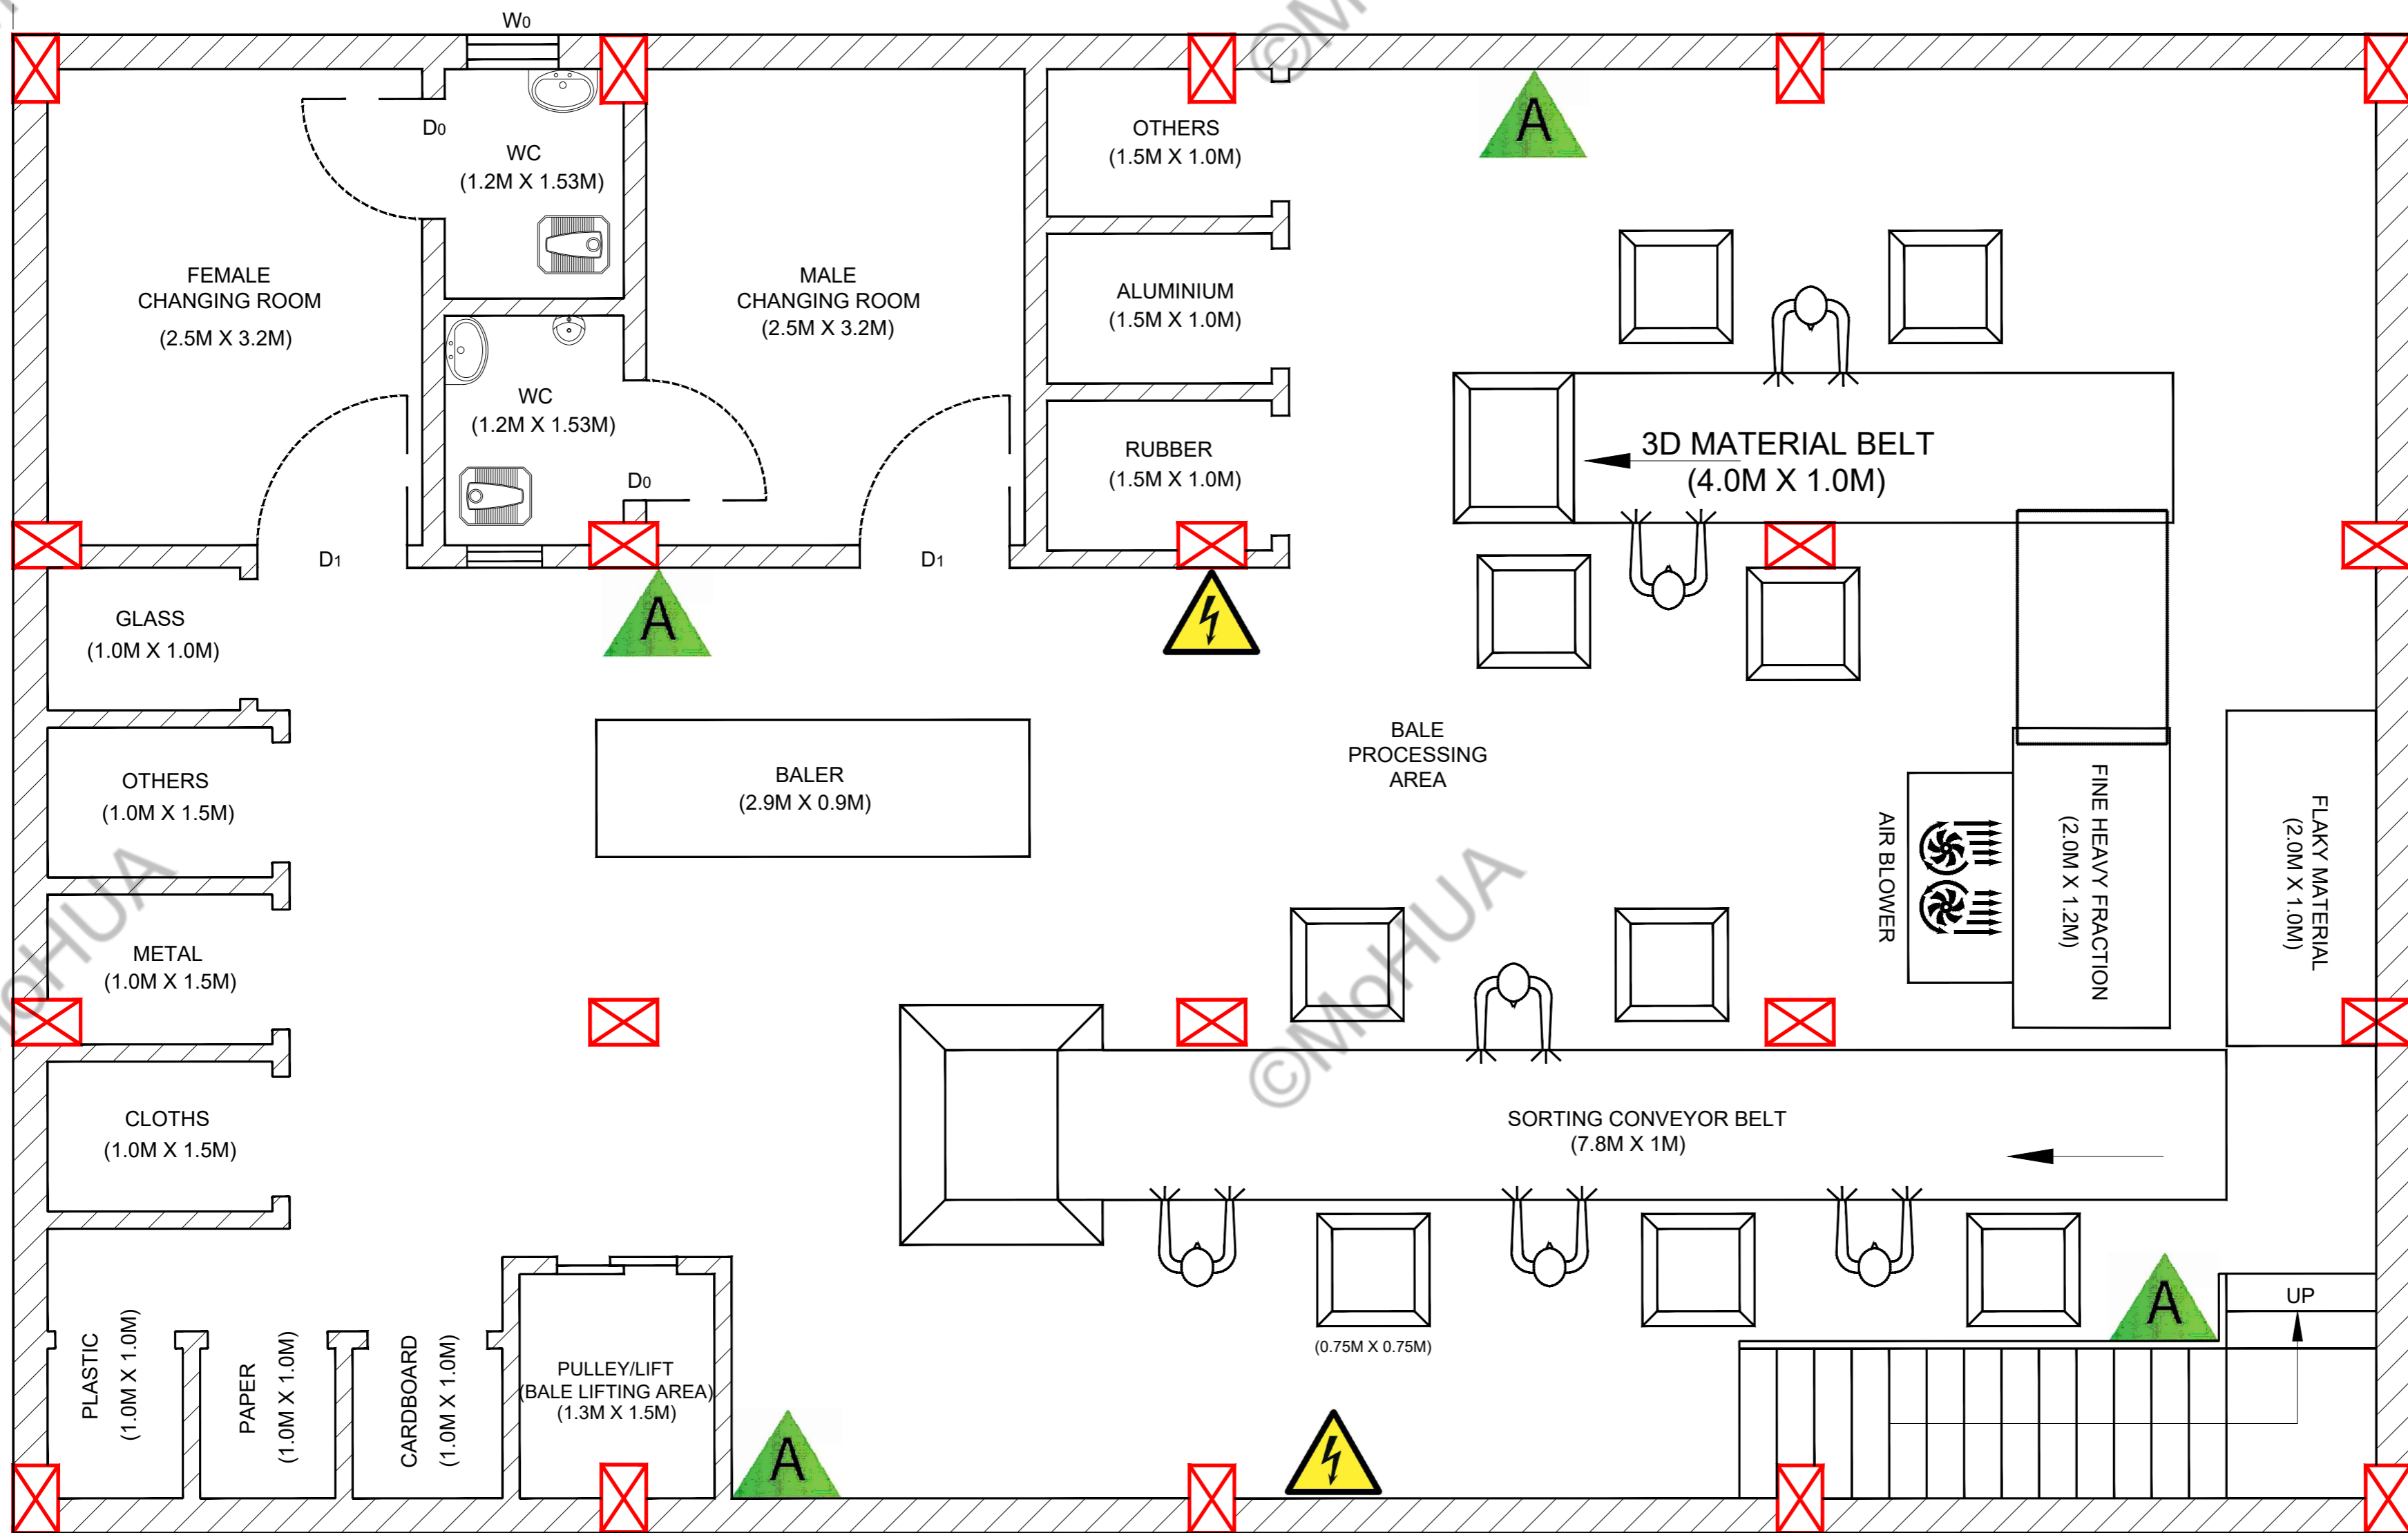 W0
©M
D0
WC
(1.2M X 1.53M)
FEMALE
CHANGING ROOM
(2.5M X 3.2M)
MALE
CHANGING ROOM
(2.5M X 3.2M)
WC
(1.2M X 1.53M)
D0
D1
D1
OTHERS
(1.5M X 1.0M)
ALUMINIUM
(1.5M X 1.0M)
RUBBER
(1.5M X 1.0M)
A
3D MATERIAL BELT
(4.0M X 1.0M)
GLASS
(1.0M X 1.0M)
A
OTHERS
(1.0M X 1.5M)
BALER
(2.9M X 0.9M)
BALE
PROCESSING
AREA
AIR BLOWER
FINE HEAVY FRACTION
(2.0M X 1.2M)
FLAKY MATERIAL
(2.0M X 1.0M)
METAL
(1.0M X 1.5M)
MoHUA
©MoHUA
CLOTHS
(1.0M X 1.5M)
SORTING CONVEYOR BELT
(7.8M X 1M)
PLASTIC
(1.0M X 1.0M)
PAPER
(1.0M X 1.0M)
CARDBOARD
(1.0M X 1.0M)
PULLEY/LIFT
(BALE LIFTING AREA)
(1.3M X 1.5M)
A
(0.75M X 0.75M)
A
UP